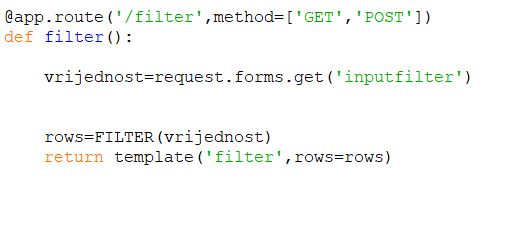 @app.route('/filter',method=['GET','POST'])
def filter():
vrijednost=request.forms.get('inputfilter')
rows=FILTER(vrijednost)
return template('filter',rows=rows)